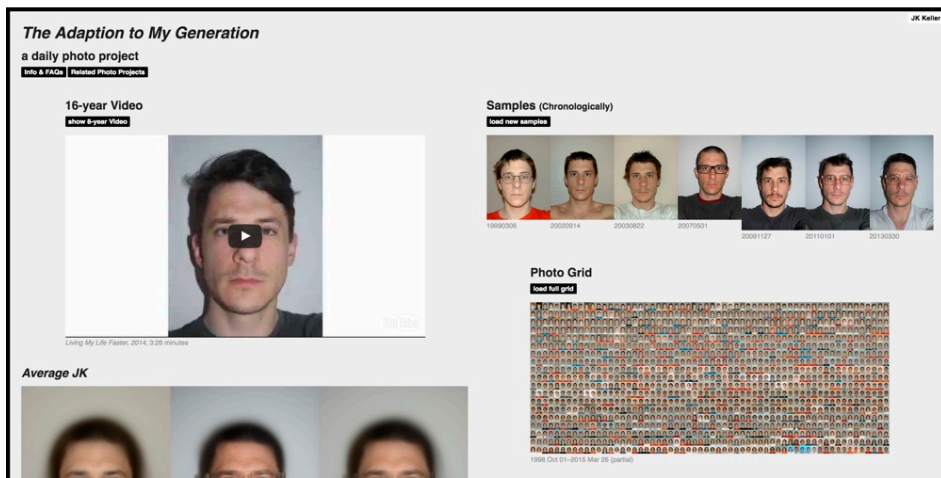 JK Keller
The Adaption to My Generation
a daily photo project
Info & FAQs Related Photo Projects
16-year Video
show 8-year Video
YouTube
Living My Life Faster, 2014, 3:28 minutes
Samples (Chronologically)
load new samples
19990306 20020914 20030822 20070501 20091127 20110101 20130330
Photo Grid
load full grid
1998 Oct 01–2015 Mar 26 (partial)
Average JK